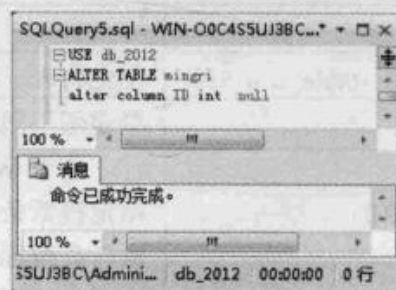 SQLQuery5.sql - WIN-O0C4S5UJ3BC...*
USE db_2012
ALTER TABLE mingri
alter column ID int null
100 %
消息
命令已成功完成。
100 %
S5UJ3BC\Admini... db_2012 00:00:00 0 行